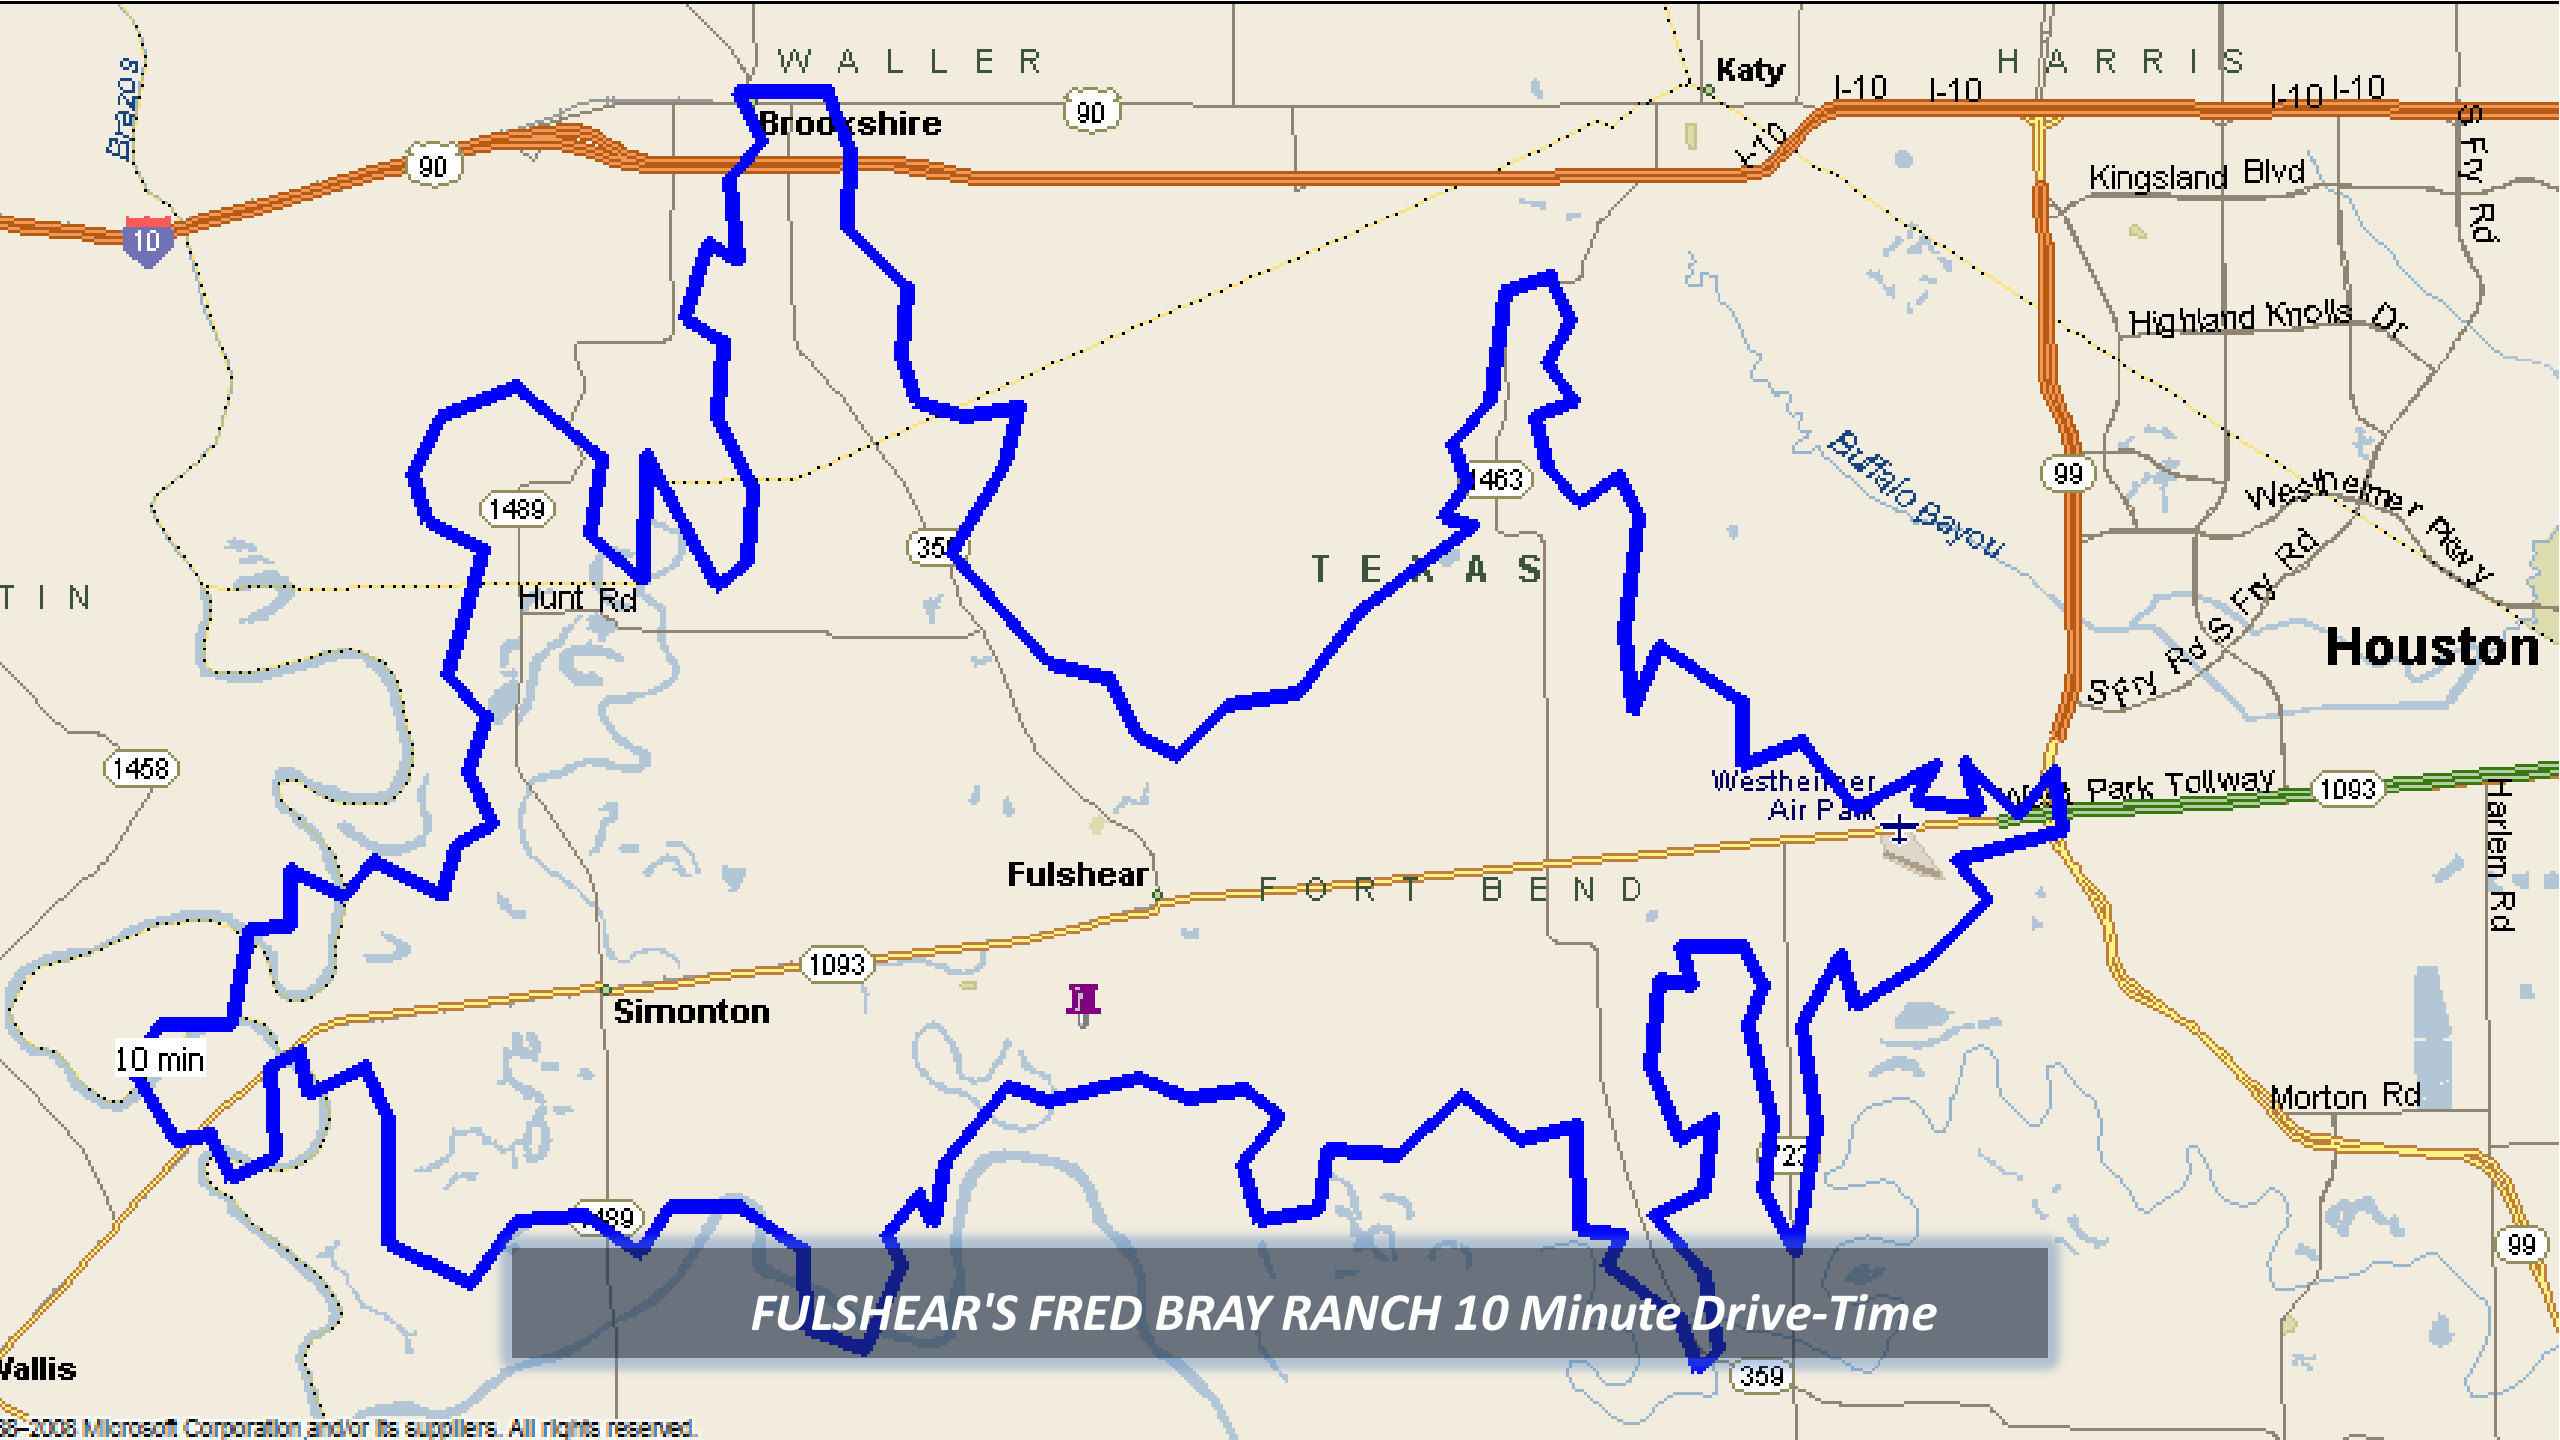 WALLER
Katy
HARRIS
I-10
I-10
I-10
I-10
Brazos
90
Brookshire
90
I-10
S Fry Rd
Kingsland Blvd
10
Highland Knolls Dr
1489
1463
99
Buffalo Bayou
Westheimer Pkwy
TEXAS
TIN
Hunt Rd
S Fry Rd
Houston
S Fry Rd
1458
Westheimer
Air Park
Park Tollway
1093
Harlem Rd
Fulshear
FORT BEND
1093
Simonton
10 min
Morton Rd
99
FULSHEAR'S FRED BRAY RANCH 10 Minute Drive-Time
359
Wallis
2008 Microsoft Corporation and/or its suppliers. All rights reserved.